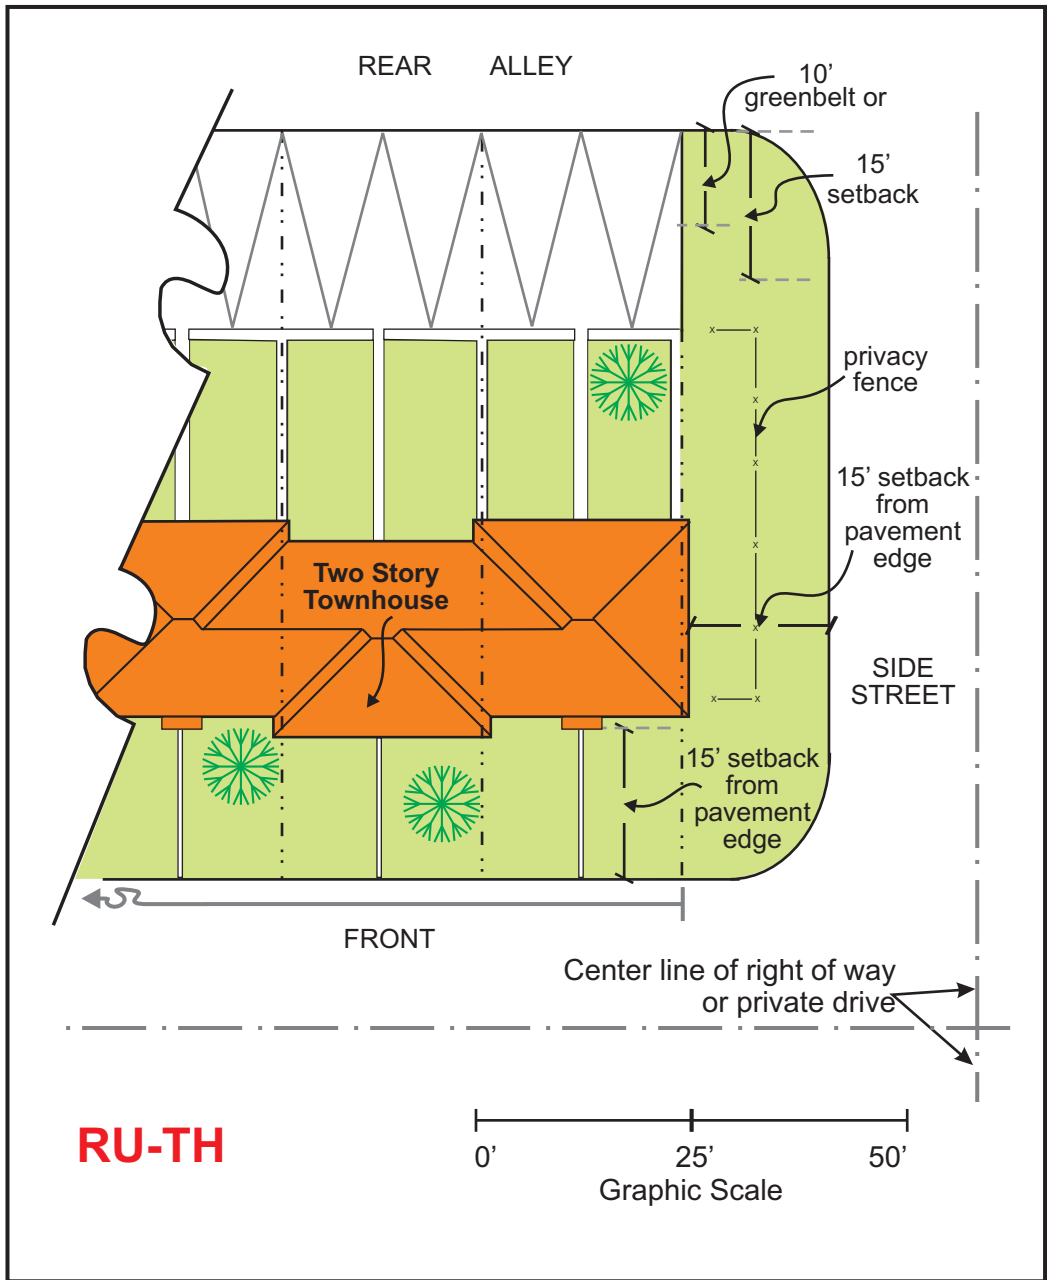 REAR ALLEY
10’
greenbelt or
15’
setback
privacy
fence
15’ setback
from
pavement
edge
Two Story
Townhouse
SIDE
STREET
15’ setback
from
pavement
edge
FRONT
Center line of right of way
or private drive
RU-TH
0’ 25’ 50’
Graphic Scale